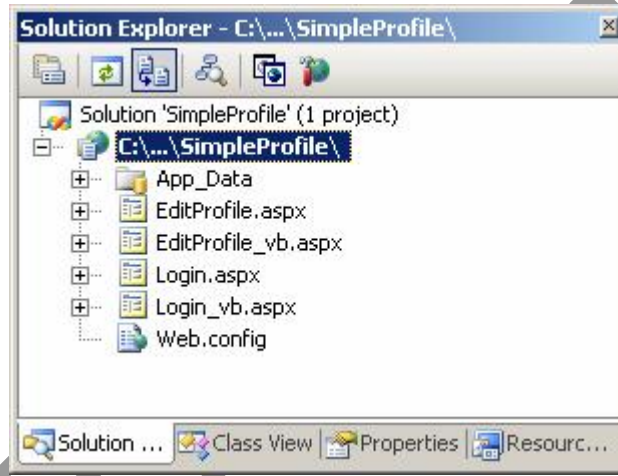 Solution Explorer - C:\...\SimpleProfile\
Solution 'SimpleProfile' (1 project)
C:\...\SimpleProfile\
App_Data
EditProfile.aspx
EditProfile_vb.aspx
Login.aspx
Login_vb.aspx
Web.config
Solution ... Class View Properties Resourc...